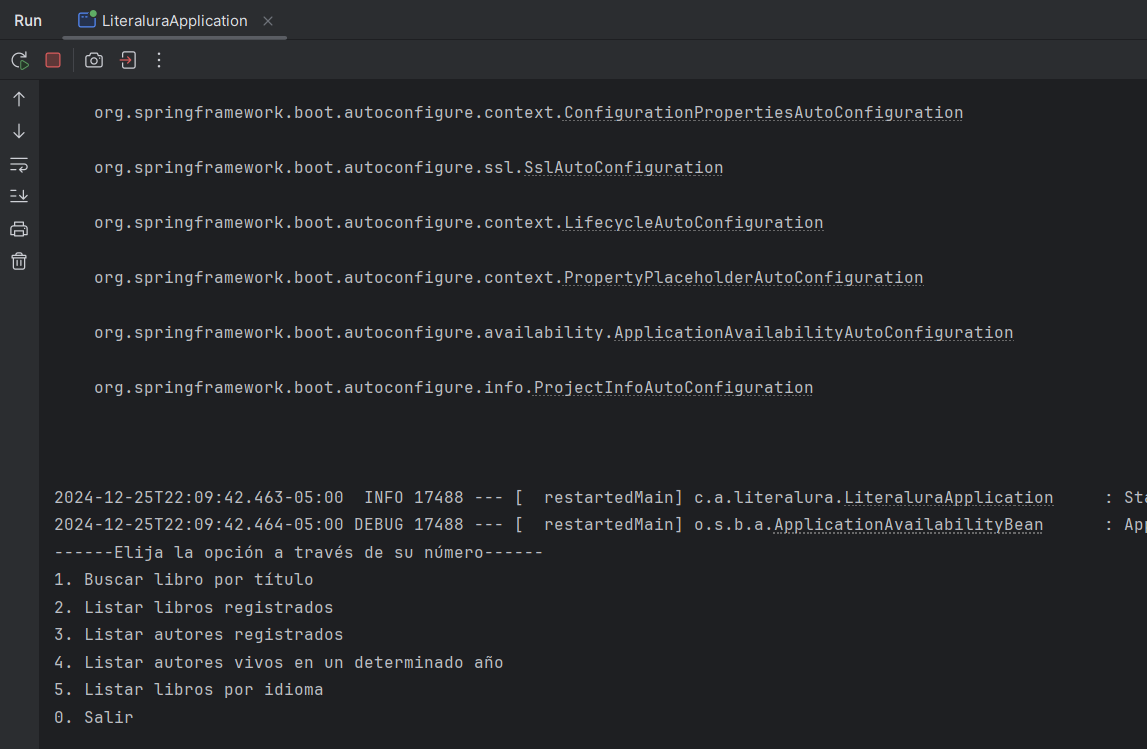 Run LiteraluraApplication
org.springframework.boot.autoconfigure.context.ConfigurationPropertiesAutoConfiguration
org.springframework.boot.autoconfigure.ssl.SslAutoConfiguration
org.springframework.boot.autoconfigure.context.LifecycleAutoConfiguration
org.springframework.boot.autoconfigure.context.PropertyPlaceholderAutoConfiguration
org.springframework.boot.autoconfigure.availability.ApplicationAvailabilityAutoConfiguration
org.springframework.boot.autoconfigure.info.ProjectInfoAutoConfiguration
2024-12-25T22:09:42.463-05:00  INFO 17488 --- [  restartedMain] c.a.literalura.LiteraluraApplication     : Sta
2024-12-25T22:09:42.464-05:00 DEBUG 17488 --- [  restartedMain] o.s.b.a.ApplicationAvailabilityBean      : App
------Elija la opción a través de su número------
1. Buscar libro por título
2. Listar libros registrados
3. Listar autores registrados
4. Listar autores vivos en un determinado año
5. Listar libros por idioma
0. Salir